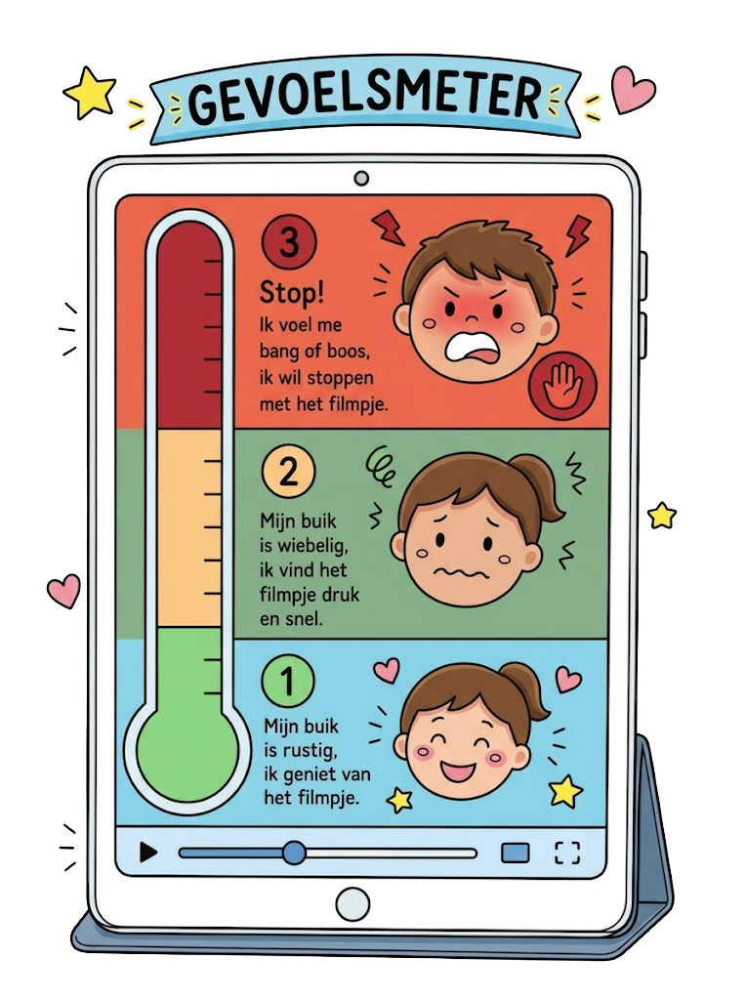 GEVOELSMETER
3
Stop!
Ik voel me
bang of boos,
ik wil stoppen
met het filmpje.
2
Mijn buik
is wiebelig,
ik vind het
filmpje druk
en snel.
1
Mijn buik
is rustig,
ik geniet van
het filmpje.